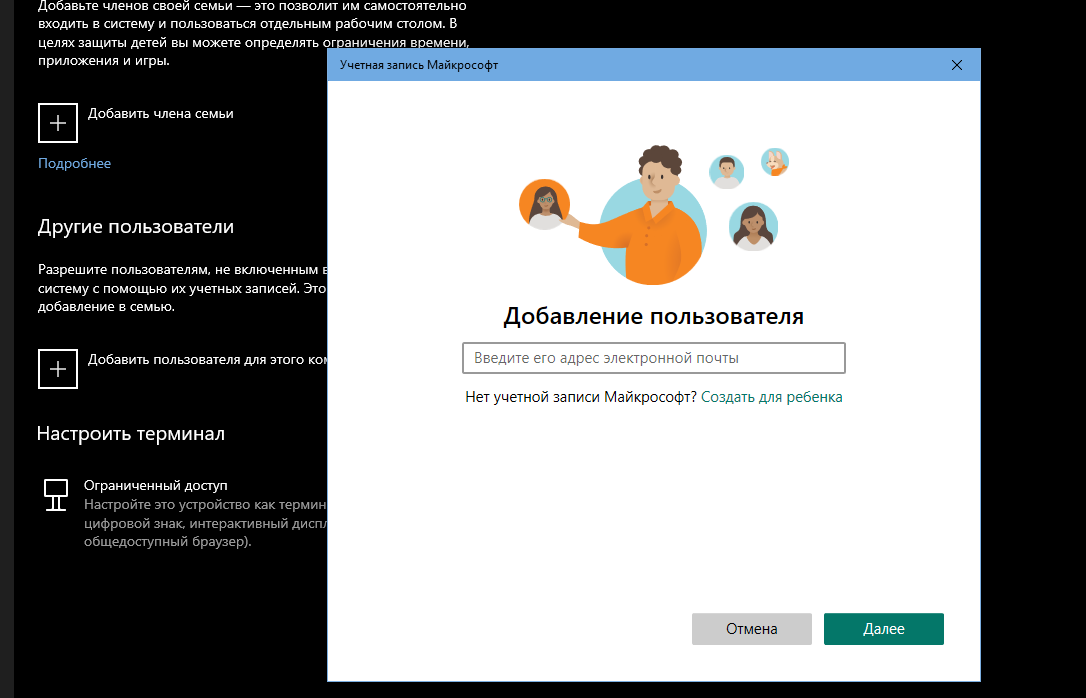 Добавьте членов своей семьи — это позволит им самостоятельно
входить в систему и пользоваться отдельным рабочим столом. В
целях защиты детей вы можете определять ограничения времени,
приложения и игры.
Добавить члена семьи
Подробнее
Другие пользователи
Разрешите пользователям, не включенным в
систему с помощью их учетных записей. Это
добавление в семью.
Добавить пользователя для этого ком
Настроить терминал
Ограниченный доступ
Настройте это устройство как термин
цифровой знак, интерактивный диспл
общедоступный браузер).
Учетная запись Майкрософт
Добавление пользователя
Введите его адрес электронной почты
Нет учетной записи Майкрософт? Создать для ребенка
Отмена
Далее